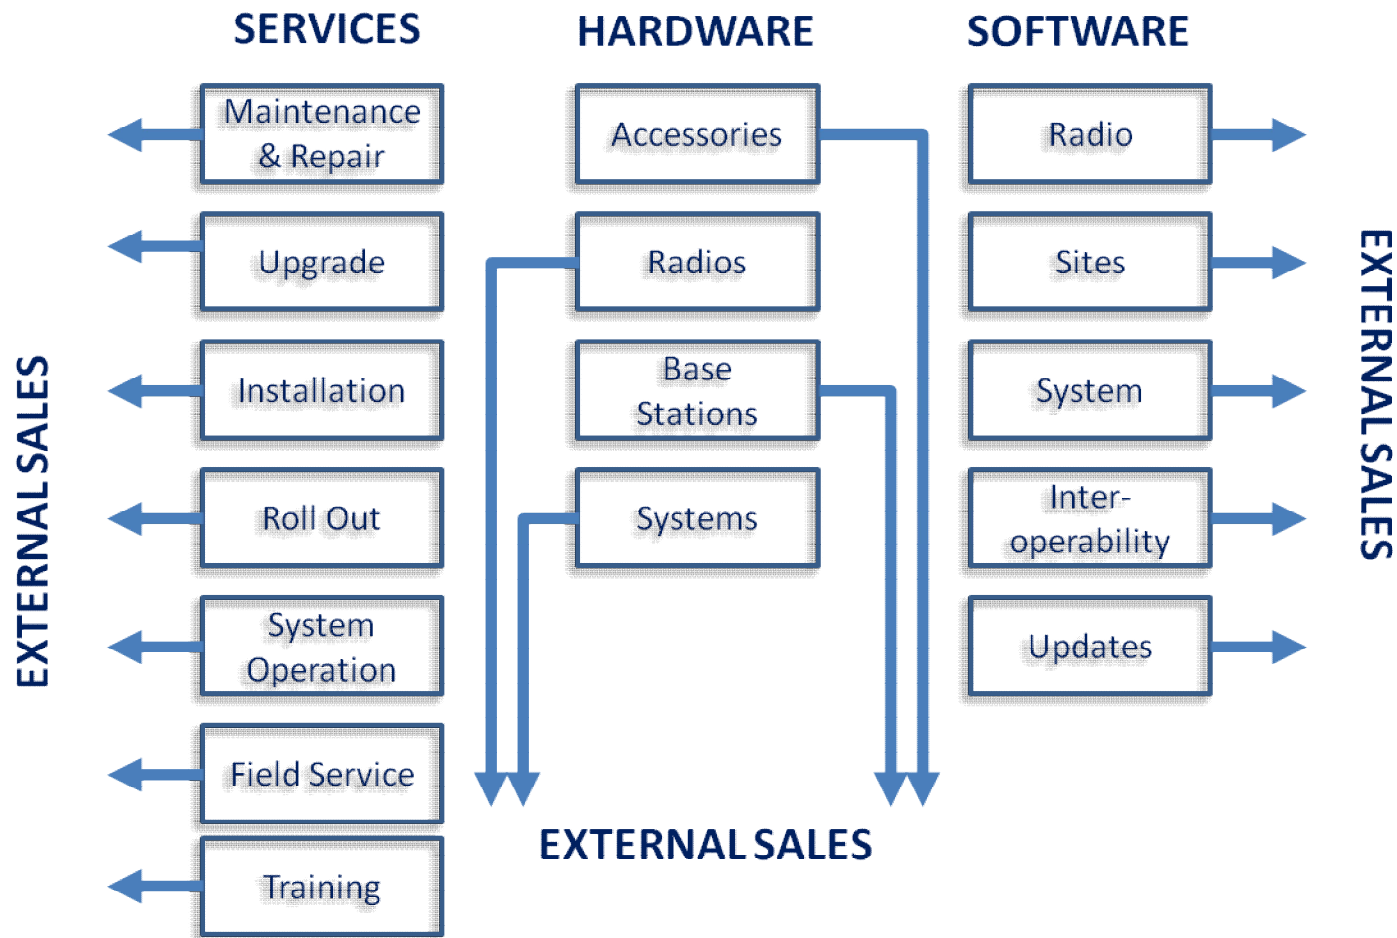 SERVICES
HARDWARE
SOFTWARE
Maintenance
& Repair
Upgrade
Installation
Roll Out
System
Operation
Field Service
Training
Accessories
Radios
Base
Stations
Systems
Radio
Sites
System
Inter-
operability
Updates
EXTERNAL SALES
EXTERNAL SALES
EXTERNAL SALES